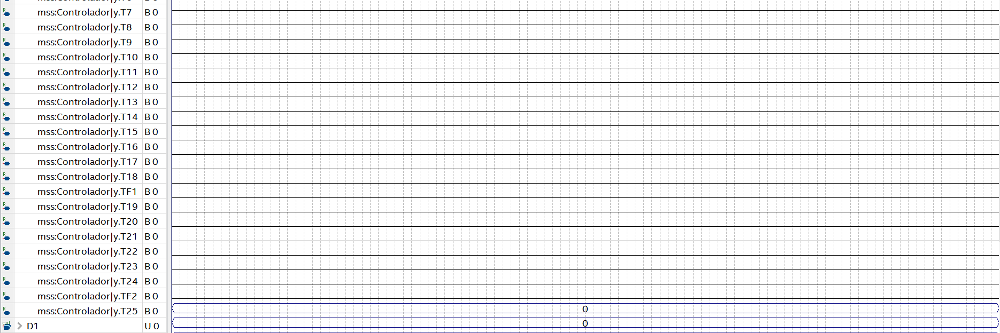 mss:Controlador|y.T7 B 0
mss:Controlador|y.T8 B 0
mss:Controlador|y.T9 B 0
mss:Controlador|y.T10 B 0
mss:Controlador|y.T11 B 0
mss:Controlador|y.T12 B 0
mss:Controlador|y.T13 B 0
mss:Controlador|y.T14 B 0
mss:Controlador|y.T15 B 0
mss:Controlador|y.T16 B 0
mss:Controlador|y.T17 B 0
mss:Controlador|y.T18 B 0
mss:Controlador|y.TF1 B 0
mss:Controlador|y.T19 B 0
mss:Controlador|y.T20 B 0
mss:Controlador|y.T21 B 0
mss:Controlador|y.T22 B 0
mss:Controlador|y.T23 B 0
mss:Controlador|y.T24 B 0
mss:Controlador|y.TF2 B 0
mss:Controlador|y.T25 B 0 0
out D1 U 0 0